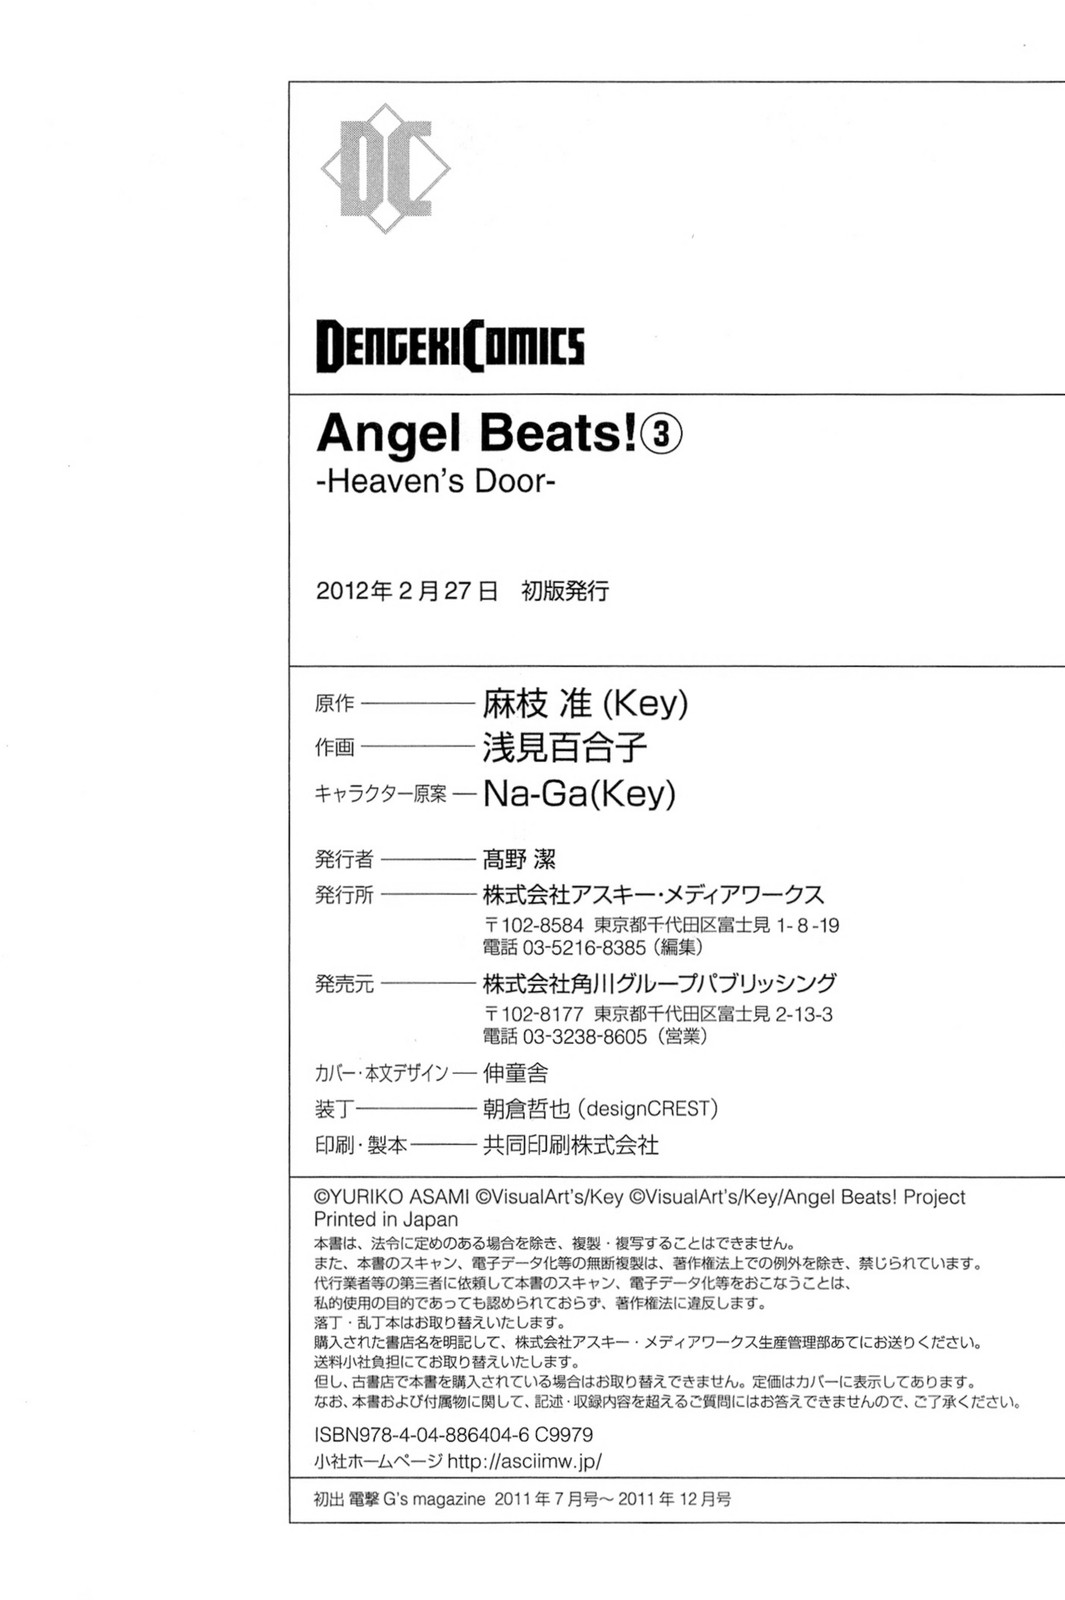 DC
DENGEKI COMICS
Angel Beats!③
-Heaven's Door-
2012年2月27日 初版発行
原作 麻枝 准 (Key)
作画 浅見百合子
キャラクター原案 Na-Ga(Key)
発行者 髙野 潔
発行所 株式会社アスキー・メディアワークス
〒102-8584 東京都千代田区富士見 1-8-19
電話 03-5216-8385（編集）
発売元 株式会社角川グループパブリッシング
〒102-8177 東京都千代田区富士見 2-13-3
電話 03-3238-8605（営業）
カバー・本文デザイン 伸童舎
装丁 朝倉哲也（designCREST）
印刷・製本 共同印刷株式会社
©YURIKO ASAMI ©VisualArt's/Key ©VisualArt's/Key/Angel Beats! Project
Printed in Japan
本書は、法令に定めのある場合を除き、複製・複写することはできません。
また、本書のスキャン、電子データ化等の無断複製は、著作権法上での例外を除き、禁じられています。
代行業者等の第三者に依頼して本書のスキャン、電子データ化等をおこなうことは、
私的使用の目的であっても認められておらず、著作権法に違反します。
落丁・乱丁本はお取り替えいたします。
購入された書店名を明記して、株式会社アスキー・メディアワークス生産管理部あてにお送りください。
送料小社負担にてお取り替えいたします。
但し、古書店で本書を購入されている場合はお取り替えできません。定価はカバーに表示してあります。
なお、本書および付属物に関して、記述・収録内容を超えるご質問にはお答えできませんので、ご了承ください。
ISBN978-4-04-886404-6 C9979
小社ホームページ http://asciimw.jp/
初出 電撃 G's magazine 2011年7月号～2011年12月号